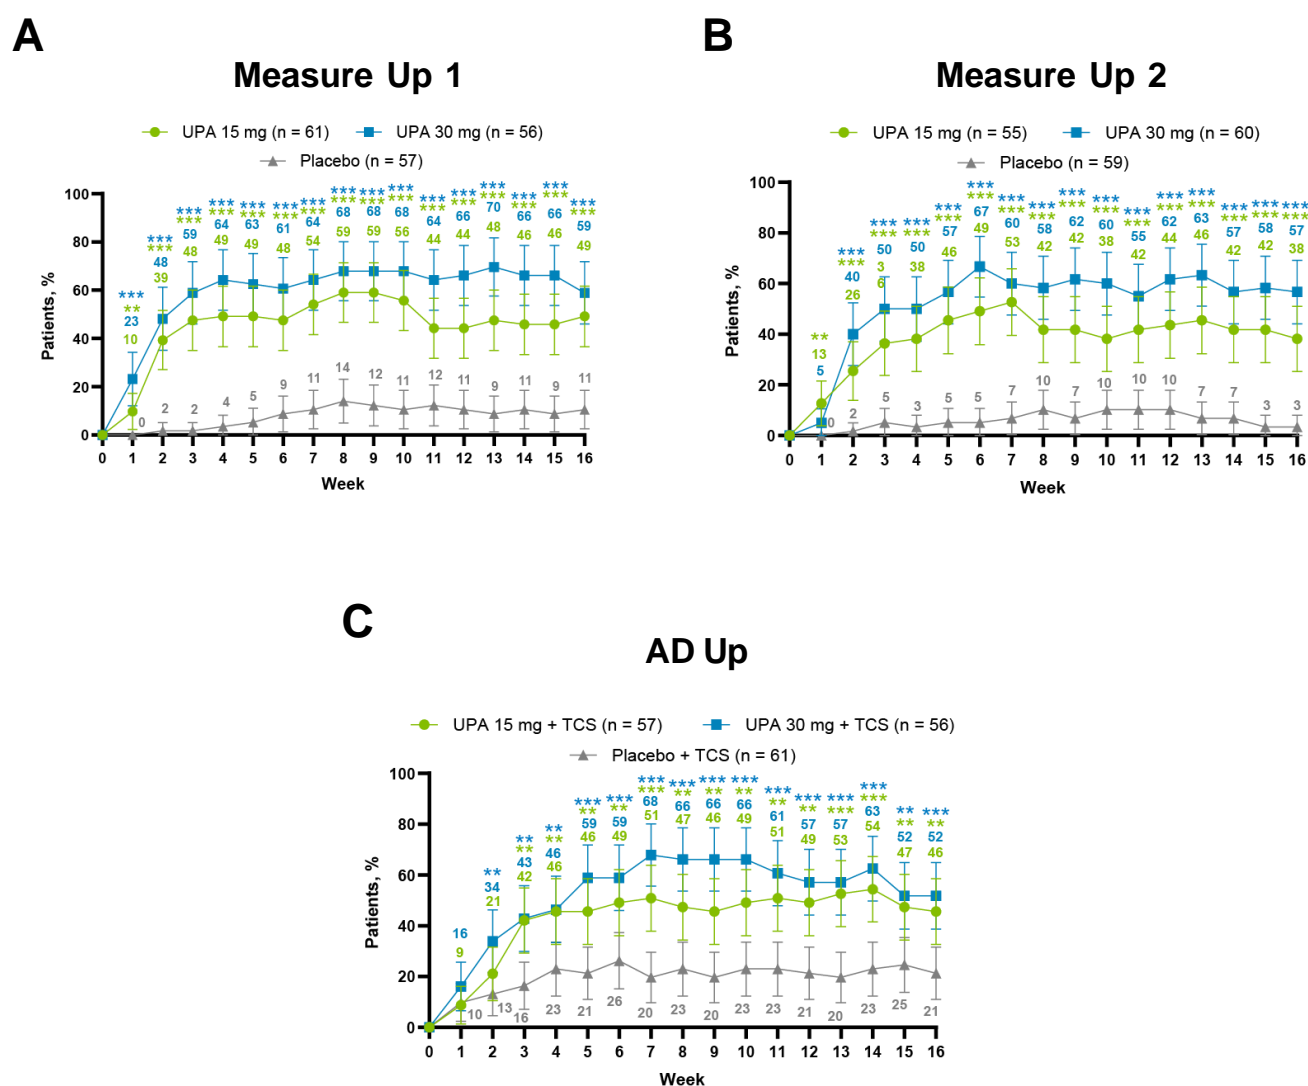 A
Measure Up 1
UPA 15 mg (n = 61) UPA 30 mg (n = 56)
Placebo (n = 57)
Patients, %
100
80
60
40
20
0
*** *** *** *** *** *** *** *** *** *** *** *** *** *** *** ***
** *** *** *** *** *** *** *** *** *** *** *** *** *** *** ***
23 48 59 64 63 61 64 68 68 68 64 66 70 66 66 59
10 39 48 49 49 48 54 59 59 56 44 44 48 46 46 49
0 2 2 4 5 9 11 14 12 11 12 11 9 11 9 11
0 1 2 3 4 5 6 7 8 9 10 11 12 13 14 15 16
Week
B
Measure Up 2
UPA 15 mg (n = 55) UPA 30 mg (n = 60)
Placebo (n = 59)
Patients, %
100
80
60
40
20
0
*** *** *** *** *** *** *** *** *** *** *** *** *** *** ***
** *** *** *** *** *** *** *** *** *** *** *** *** *** *** ***
13 26 36 38 46 49 53 42 42 38 42 44 46 42 42 38
5 40 50 50 57 67 60 58 62 60 55 62 63 57 58 57
0 2 5 3 5 5 7 10 7 10 10 10 7 7 3 3
0 1 2 3 4 5 6 7 8 9 10 11 12 13 14 15 16
Week
C
AD Up
UPA 15 mg + TCS (n = 57) UPA 30 mg + TCS (n = 56)
Placebo + TCS (n = 61)
Patients, %
100
80
60
40
20
0
** ** ** *** *** *** *** *** *** *** *** *** *** ** ***
** ** ** ** *** ** ** ** ** ** *** *** ** **
16 34 43 46 59 59 68 66 66 66 61 57 57 63 52 52
9 21 42 46 46 49 51 47 46 49 51 49 53 54 47 46
10 13 16 23 21 26 20 23 20 23 23 21 20 23 25 21
0 1 2 3 4 5 6 7 8 9 10 11 12 13 14 15 16
Week